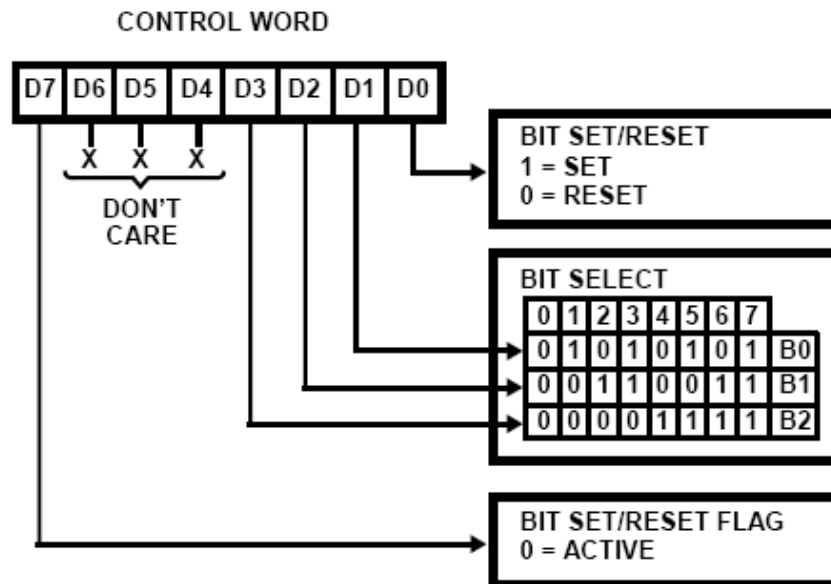 CONTROL WORD
D7 D6 D5 D4 D3 D2 D1 D0
X X X
DON'T
CARE
BIT SET/RESET
1 = SET
0 = RESET
BIT SELECT
0 1 2 3 4 5 6 7
0 1 0 1 0 1 0 1 B0
0 0 1 1 0 0 1 1 B1
0 0 0 0 1 1 1 1 B2
BIT SET/RESET FLAG
0 = ACTIVE